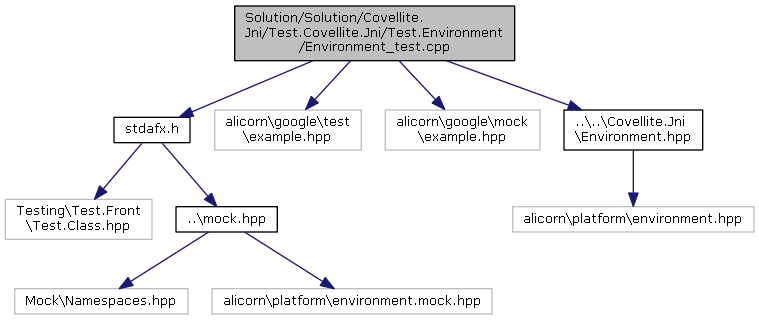 Solution/Solution/Covellite.
Jni/Test.Covellite.Jni/Test.Environment
/Environment_test.cpp
stdafx.h
alicorn\google\test
\example.hpp
alicorn\google\mock
\example.hpp
..\..\Covellite.Jni
\Environment.hpp
Testing\Test.Front
\Test.Class.hpp
..\mock.hpp
alicorn\platform\environment.hpp
Mock\Namespaces.hpp
alicorn\platform\environment.mock.hpp